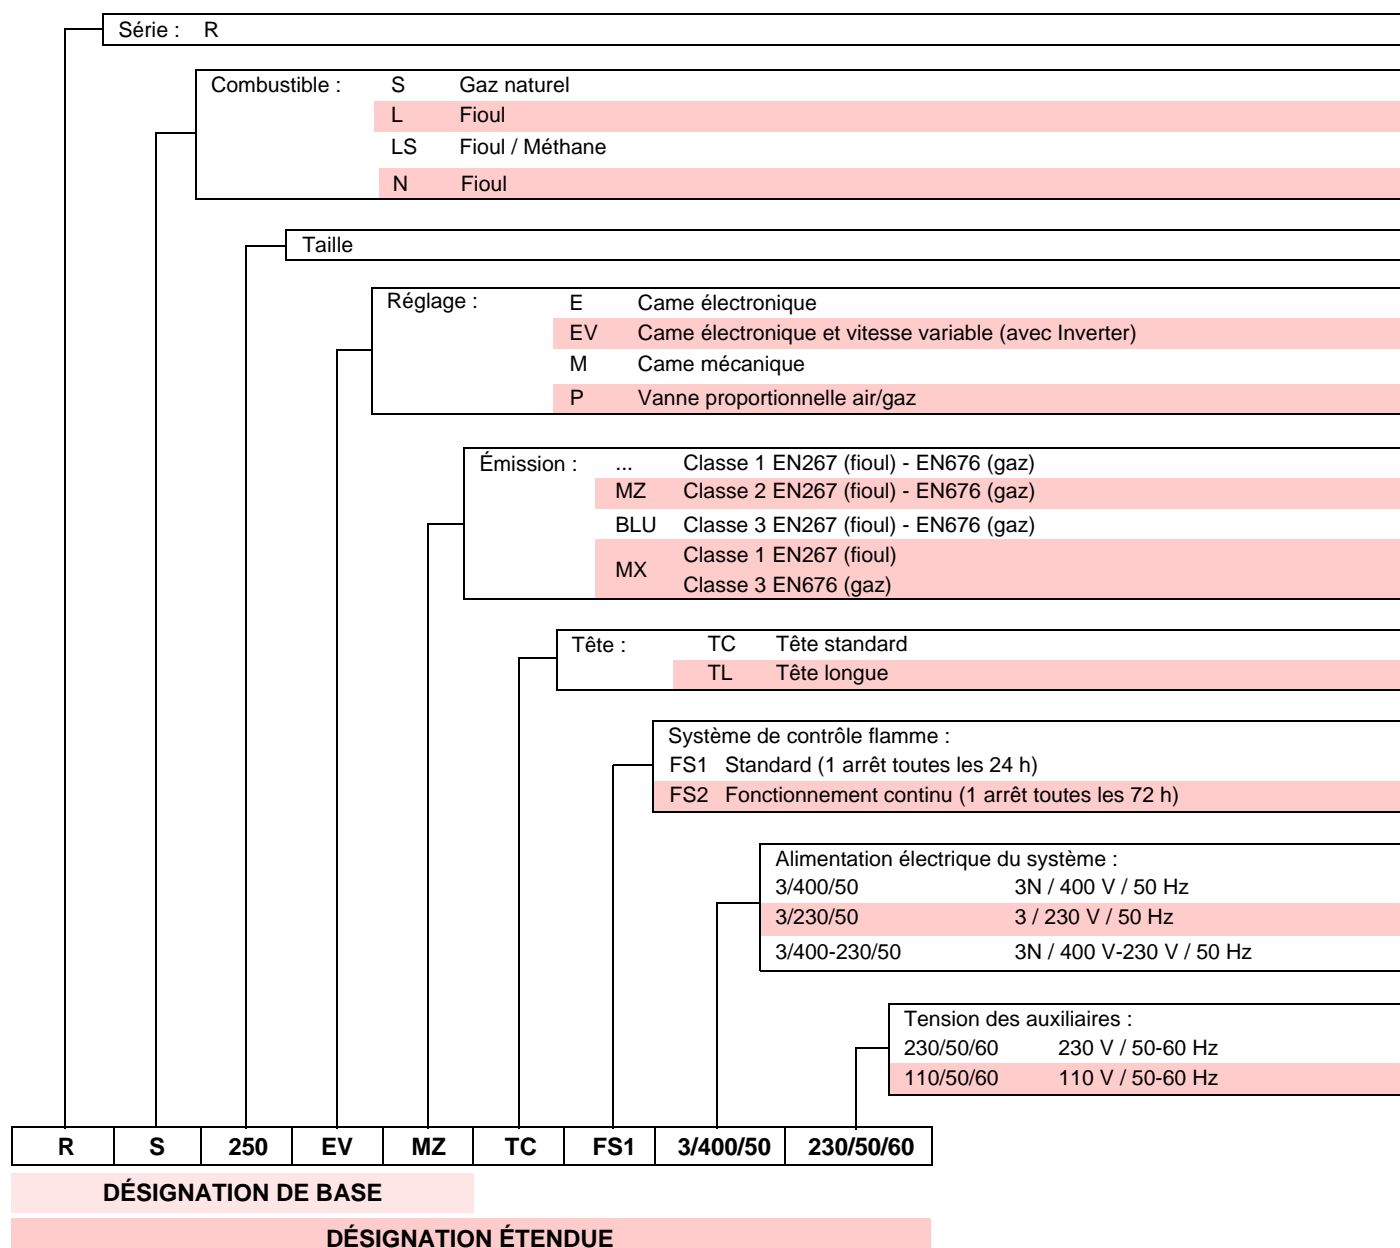 Série : R
Combustible : S Gaz naturel
L Fioul
LS Fioul / Méthane
N Fioul
Taille
Réglage : E Came électronique
EV Came électronique et vitesse variable (avec Inverter)
M Came mécanique
P Vanne proportionnelle air/gaz
Émission : ... Classe 1 EN267 (fioul) - EN676 (gaz)
MZ Classe 2 EN267 (fioul) - EN676 (gaz)
BLU Classe 3 EN267 (fioul) - EN676 (gaz)
MX Classe 1 EN267 (fioul)
Classe 3 EN676 (gaz)
Tête : TC Tête standard
TL Tête longue
Système de contrôle flamme :
FS1 Standard (1 arrêt toutes les 24 h)
FS2 Fonctionnement continu (1 arrêt toutes les 72 h)
Alimentation électrique du système :
3/400/50 3N / 400 V / 50 Hz
3/230/50 3 / 230 V / 50 Hz
3/400-230/50 3N / 400 V-230 V / 50 Hz
Tension des auxiliaires :
230/50/60 230 V / 50-60 Hz
110/50/60 110 V / 50-60 Hz
R S 250 EV MZ TC FS1 3/400/50 230/50/60
DÉSIGNATION DE BASE
DÉSIGNATION ÉTENDUE